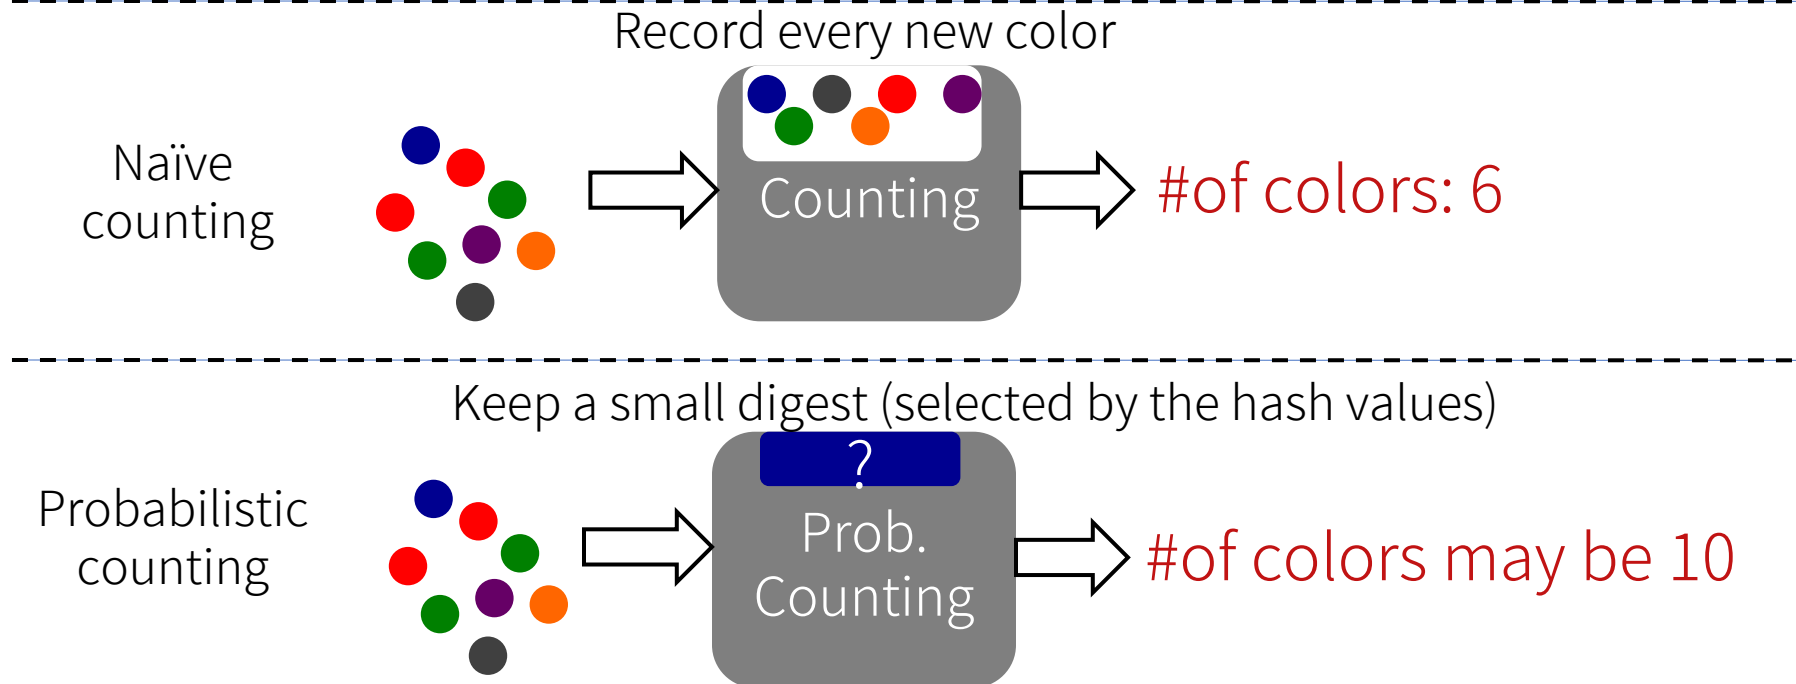 Record every new color
Naïve
counting
Counting
#of colors: 6
Keep a small digest (selected by the hash values)
?
Probabilistic
counting
Prob.
Counting
#of colors may be 10